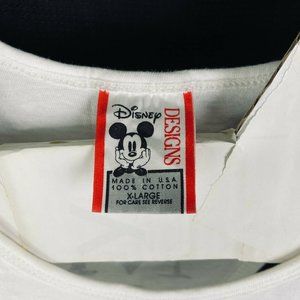 Disney
DESIGNS
MADE IN U.S.A.
100% COTTON
X-LARGE
FOR CARE SEE REVERSE